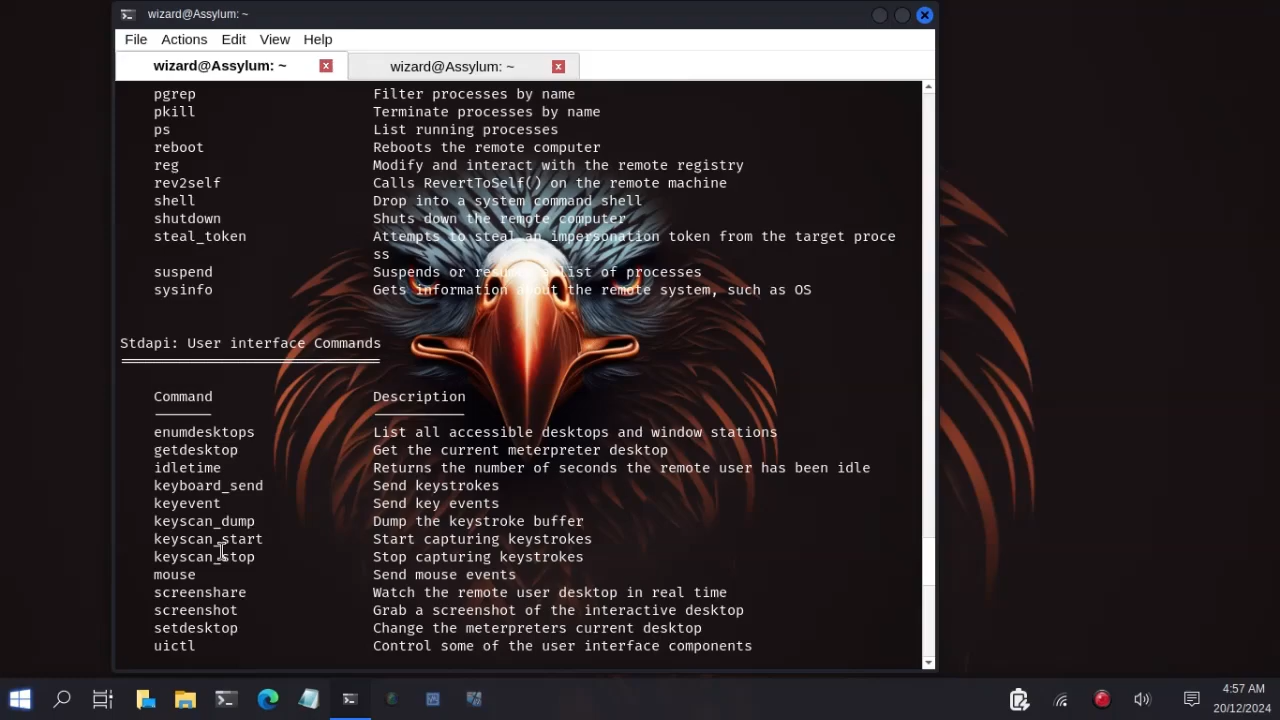 wizard@Assylum: ~
File Actions Edit View Help
wizard@Assylum: ~ x wizard@Assylum: ~ x
pgrep Filter processes by name
pkill Terminate processes by name
ps List running processes
reboot Reboots the remote computer
reg Modify and interact with the remote registry
rev2self Calls RevertToSelf() on the remote machine
shell Drop into a system command shell
shutdown Shuts down the remote computer
steal_token Attempts to steal an impersonation token from the target proce
ss
suspend Suspends or resumes a list of processes
sysinfo Gets information about the remote system, such as OS
Stdapi: User interface Commands
Command Description
enumdesktops List all accessible desktops and window stations
getdesktop Get the current meterpreter desktop
idletime Returns the number of seconds the remote user has been idle
keyboard_send Send keystrokes
keyevent Send key events
keyscan_dump Dump the keystroke buffer
keyscan_start Start capturing keystrokes
keyscan_stop Stop capturing keystrokes
mouse Send mouse events
screenshare Watch the remote user desktop in real time
screenshot Grab a screenshot of the interactive desktop
setdesktop Change the meterpreters current desktop
uictl Control some of the user interface components
4:57 AM
20/12/2024